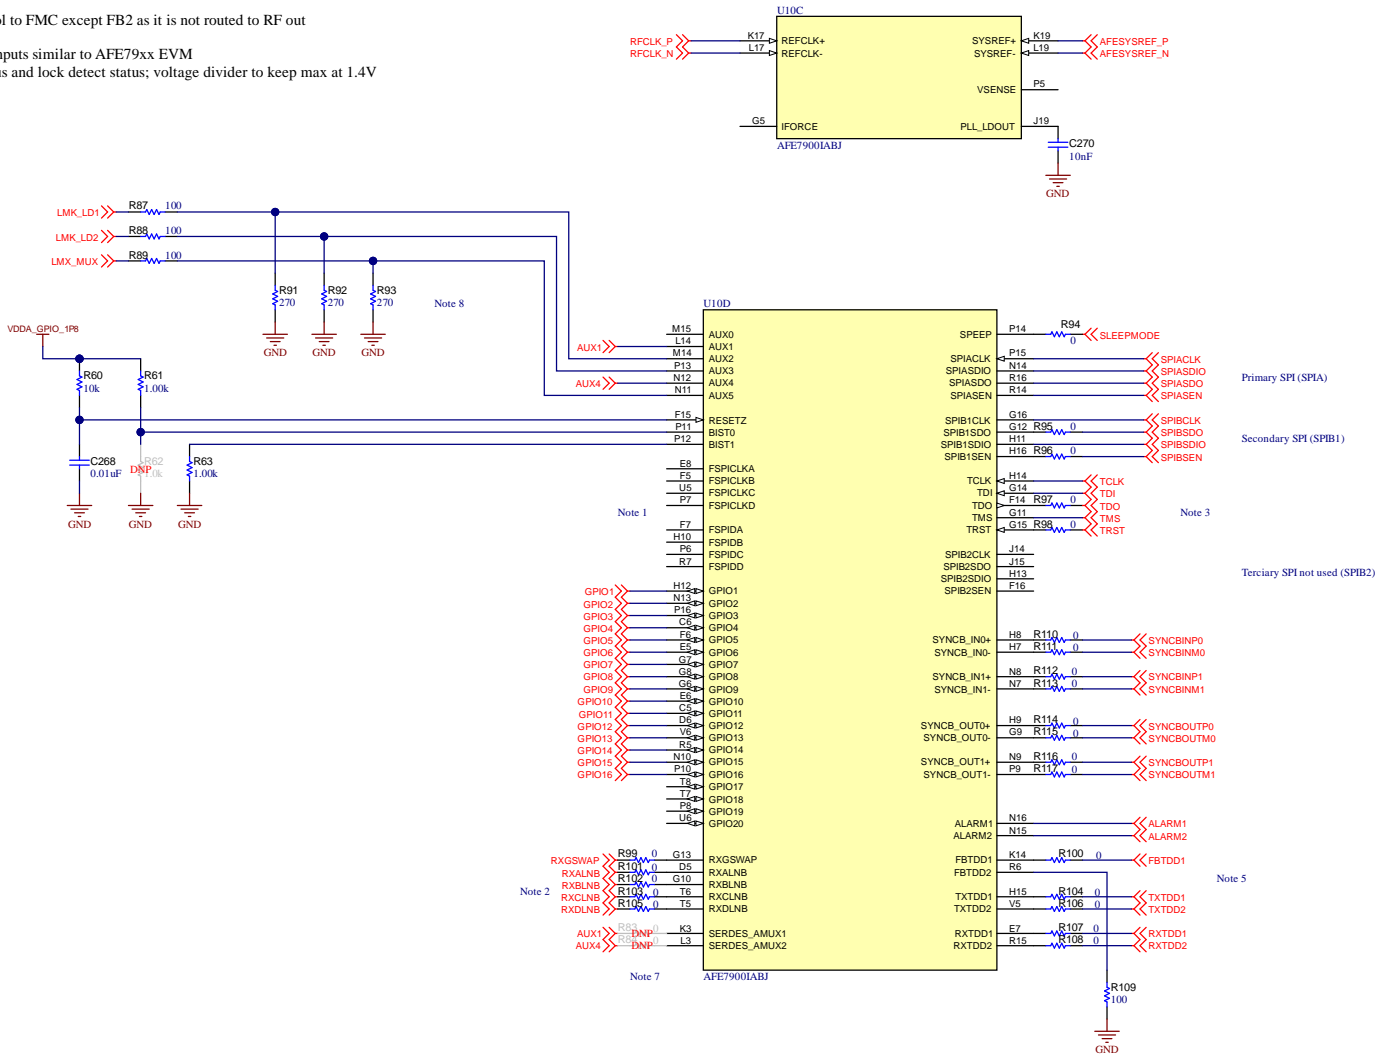 ol to FMC except FB2 as it is not routed to RF out
nputs similar to AFE79xx EVM
us and lock detect status; voltage divider to keep max at 1.4V
U10C
RFCLK_P K17 REFCLK+ SYSREF+ K19 AFESYSREF_P
RFCLK_N L17 REFCLK- SYSREF- L19 AFESYSREF_N
VSENSE P5
G5 IFORCE PLL_LDOUT J19
AFE7900IABJ
C270
10nF
GND
LMK_LD1 R87 100
LMK_LD2 R88 100
LMX_MUX R89 100
R91 R92 R93
270 270 270
Note 8
GND GND GND
VDDA_GPIO_1P8
R60 R61
10k 1.00k
C268 R62 R63
0.01uF DNP 1.00k
GND GND GND
U10D
M15 AUX0 SPEEP P14 R94 0 SLEEPMODE
AUX1 L14 AUX1
M14 AUX2 SPIACLK P15 SPIACLK
P13 AUX3 SPIASDIO N14 SPIASDIO
AUX4 N12 AUX4 SPIASDO R16 SPIASDO
N11 AUX5 SPIASEN R14 SPIASEN
Primary SPI (SPIA)
F15 RESETZ SPIB1CLK G16 SPIBCLK
P11 BIST0 SPIB1SDO G12 R95 0 SPIBSDO
P12 BIST1 SPIB1SDIO H11 SPIBSDIO
SPIB1SEN H16 R96 0 SPIBSEN
Secondary SPI (SPIB1)
E8 FSPICLKA TCLK H14 TCLK
F5 FSPICLKB TDI G14 TDI
U5 FSPICLKC TDO F14 R97 0 TDO
P7 FSPICLKD TMS G11 TMS
TRST G15 R98 0 TRST
Note 1
Note 3
F7 FSPIDA
H10 FSPIDB
P6 FSPIDC SPIB2CLK J14
R7 FSPIDD SPIB2SDO J15
SPIB2SDIO H13
SPIB2SEN F16
Terciary SPI not used (SPIB2)
GPIO1 H12 GPIO1
GPIO2 N13 GPIO2
GPIO3 P16 GPIO3
GPIO4 C6 GPIO4
GPIO5 F6 GPIO5 SYNCB_IN0+ H8 R110 0 SYNCBINP0
GPIO6 E5 GPIO6 SYNCB_IN0- H7 R111 0 SYNCBINM0
GPIO7 G7 GPIO7
GPIO8 G8 GPIO8 SYNCB_IN1+ N8 R112 0 SYNCBINP1
GPIO9 G6 GPIO9 SYNCB_IN1- N7 R113 0 SYNCBINM1
GPIO10 E6 GPIO10
GPIO11 C5 GPIO11
GPIO12 D6 GPIO12 SYNCB_OUT0+ H9 R114 0 SYNCBOUTP0
GPIO13 V6 GPIO13 SYNCB_OUT0- G9 R115 0 SYNCBOUTM0
GPIO14 R5 GPIO14
GPIO15 N10 GPIO15 SYNCB_OUT1+ N9 R116 0 SYNCBOUTP1
GPIO16 P10 GPIO16 SYNCB_OUT1- P9 R117 0 SYNCBOUTM1
T8 GPIO17
T7 GPIO18
P8 GPIO19
U6 GPIO20 ALARM1 N16 ALARM1
ALARM2 N15 ALARM2
RXGSWAP R99 0 G13 RXGSWAP FBTDD1 K14 R100 0 FBTDD1
RXALNB R101 0 D5 RXALNB FBTDD2 R6
RXBLNB R102 0 G10 RXBLNB
RXCLNB R103 0 T6 RXCLNB TXTDD1 H15 R104 0 TXTDD1
RXDLNB R105 0 T5 RXDLNB TXTDD2 V5 R106 0 TXTDD2
Note 2
Note 5
AUX1 R83 DNP 0 K3 SERDES_AMUX1 RXTDD1 E7 R107 0 RXTDD1
AUX4 DNP 0 L3 SERDES_AMUX2 RXTDD2 R15 R108 0 RXTDD2
Note 7
AFE7900IABJ
R109
100
GND